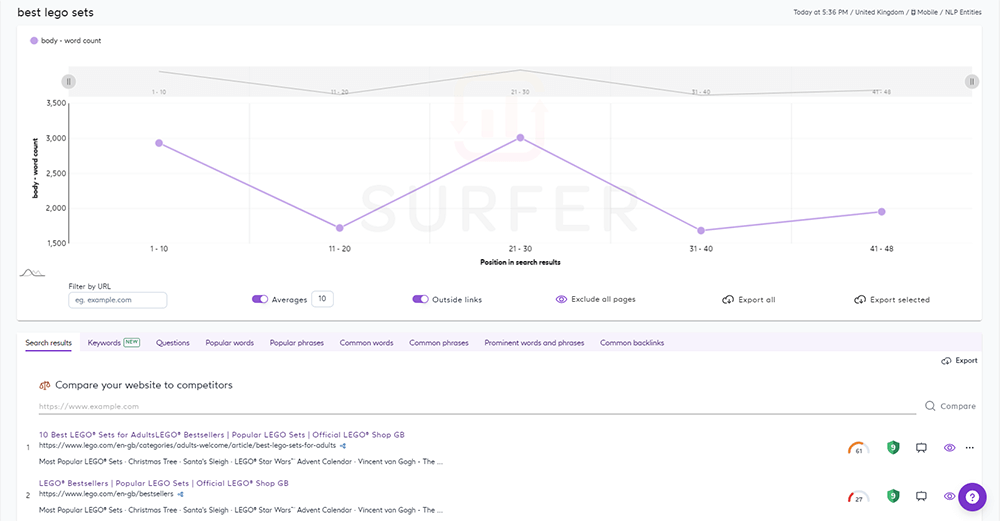 best lego sets
Today at 5:36 PM / United Kingdom / Mobile / NLP Entities
body - word count
1 - 10 11 - 20 21 - 30 31 - 40 41 - 48
3,500
3,000
2,500
2,000
1,500
body - word count
SURFER
1 - 10 11 - 20 21 - 30 31 - 40 41 - 48
Position in search results
Filter by URL
eg. example.com Averages 10 Outside links Exclude all pages Export all Export selected
Search results Keywords NEW Questions Popular words Popular phrases Common words Common phrases Prominent words and phrases Common backlinks
Export
Compare your website to competitors
https://www.example.com Compare
10 Best LEGO® Sets for AdultsLEGO® Bestsellers | Popular LEGO Sets | Official LEGO® Shop GB
1 https://www.lego.com/en-gb/categories/adults-welcome/article/best-lego-sets-for-adults 61 9 ...
Most Popular LEGO® Sets · Christmas Tree · Santa's Sleigh · LEGO® Star Wars™ Advent Calendar · Vincent van Gogh - The ...
LEGO® Bestsellers | Popular LEGO Sets | Official LEGO® Shop GB
2 https://www.lego.com/en-gb/bestsellers 27 9 ?
Most Popular LEGO® Sets · Christmas Tree · Santa's Sleigh · LEGO® Star Wars™ Advent Calendar · Vincent van Gogh - The ...